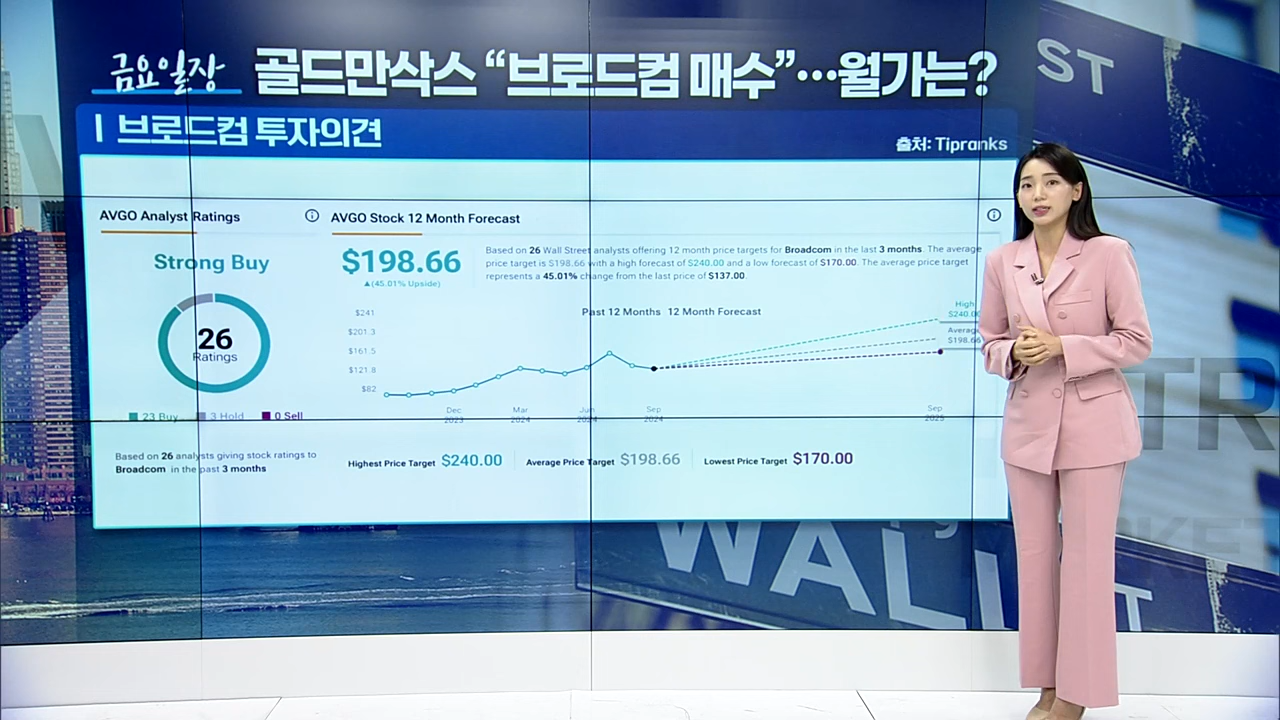 금요일장 골드만삭스 “브로드컴 매수”…월가는?
ST
| 브로드컴 투자의견
출처: Tipranks
AVGO Analyst Ratings
AVGO Stock 12 Month Forecast
Strong Buy
26
Ratings
23 Buy 3 Hold 0 Sell
Based on 26 analysts giving stock ratings to
Broadcom in the past 3 months
$198.66
▲(45.01% Upside)
Based on 26 Wall Street analysts offering 12 month price targets for Broadcom in the last 3 months. The average
price target is $198.66 with a high forecast of $240.00 and a low forecast of $170.00. The average price target
represents a 45.01% change from the last price of $137.00
Past 12 Months 12 Month Forecast
$241
$201.3
$161.5
$121.8
$82
High
$240.00
Average
$198.66
Dec
2023
Mar
2024
Jun
2024
Sep
2024
Sep
2025
Highest Price Target $240.00 Average Price Target $198.66 Lowest Price Target $170.00
WALL